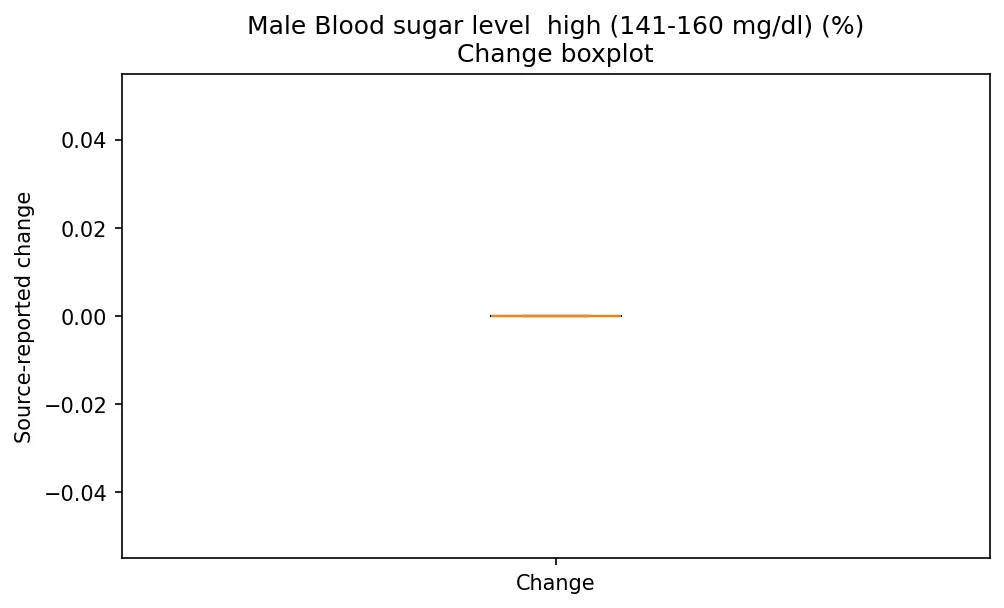 Male Blood sugar level  high (141-160 mg/dl) (%)
Change boxplot
Source-reported change
0.04
0.02
0.00
−0.02
−0.04
Change